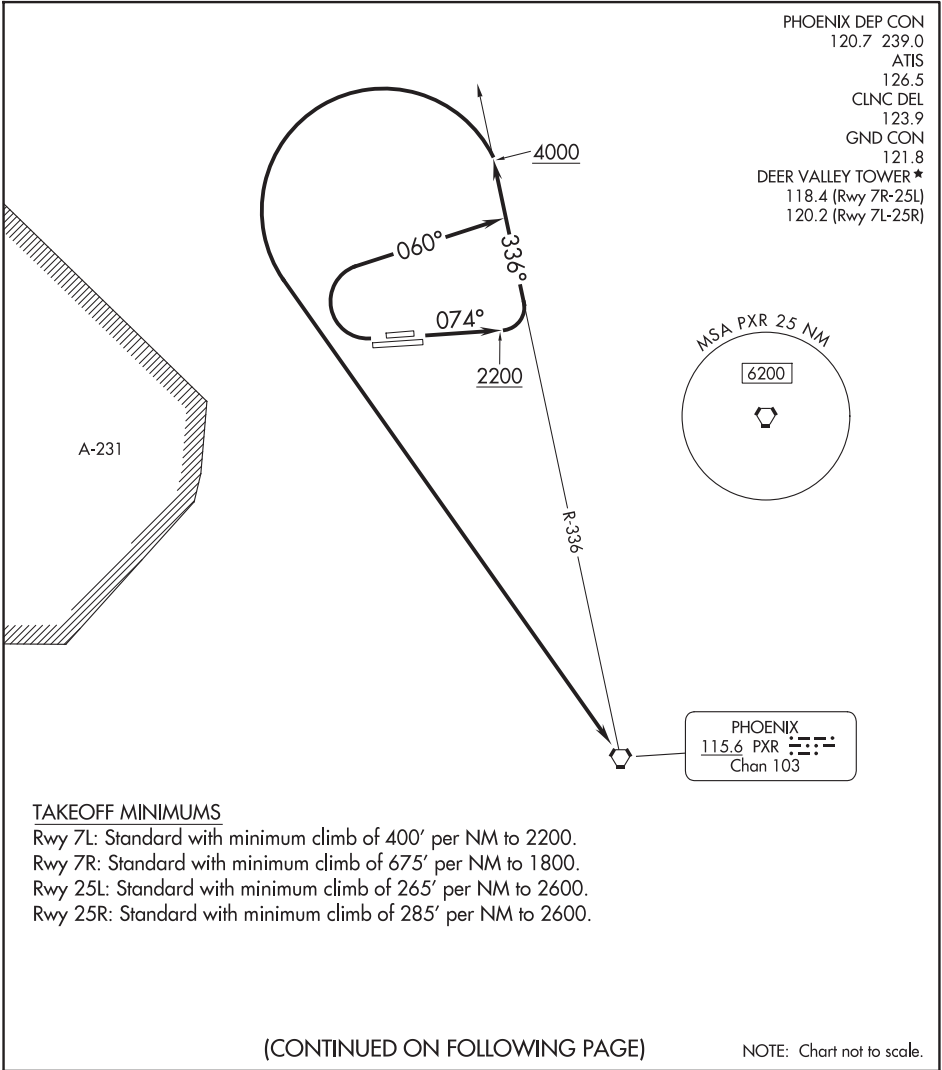 PHOENIX DEP CON
120.7 239.0
ATIS
126.5
CLNC DEL
123.9
GND CON
121.8
DEER VALLEY TOWER★
118.4 (Rwy 7R-25L)
120.2 (Rwy 7L-25R)
4000
060°
336°
074°
2200
MSA PXR 25 NM
6200
A-231
R-336
PHOENIX
115.6 PXR
Chan 103
TAKEOFF MINIMUMS
Rwy 7L: Standard with minimum climb of 400' per NM to 2200.
Rwy 7R: Standard with minimum climb of 675' per NM to 1800.
Rwy 25L: Standard with minimum climb of 265' per NM to 2600.
Rwy 25R: Standard with minimum climb of 285' per NM to 2600.
(CONTINUED ON FOLLOWING PAGE)
NOTE: Chart not to scale.